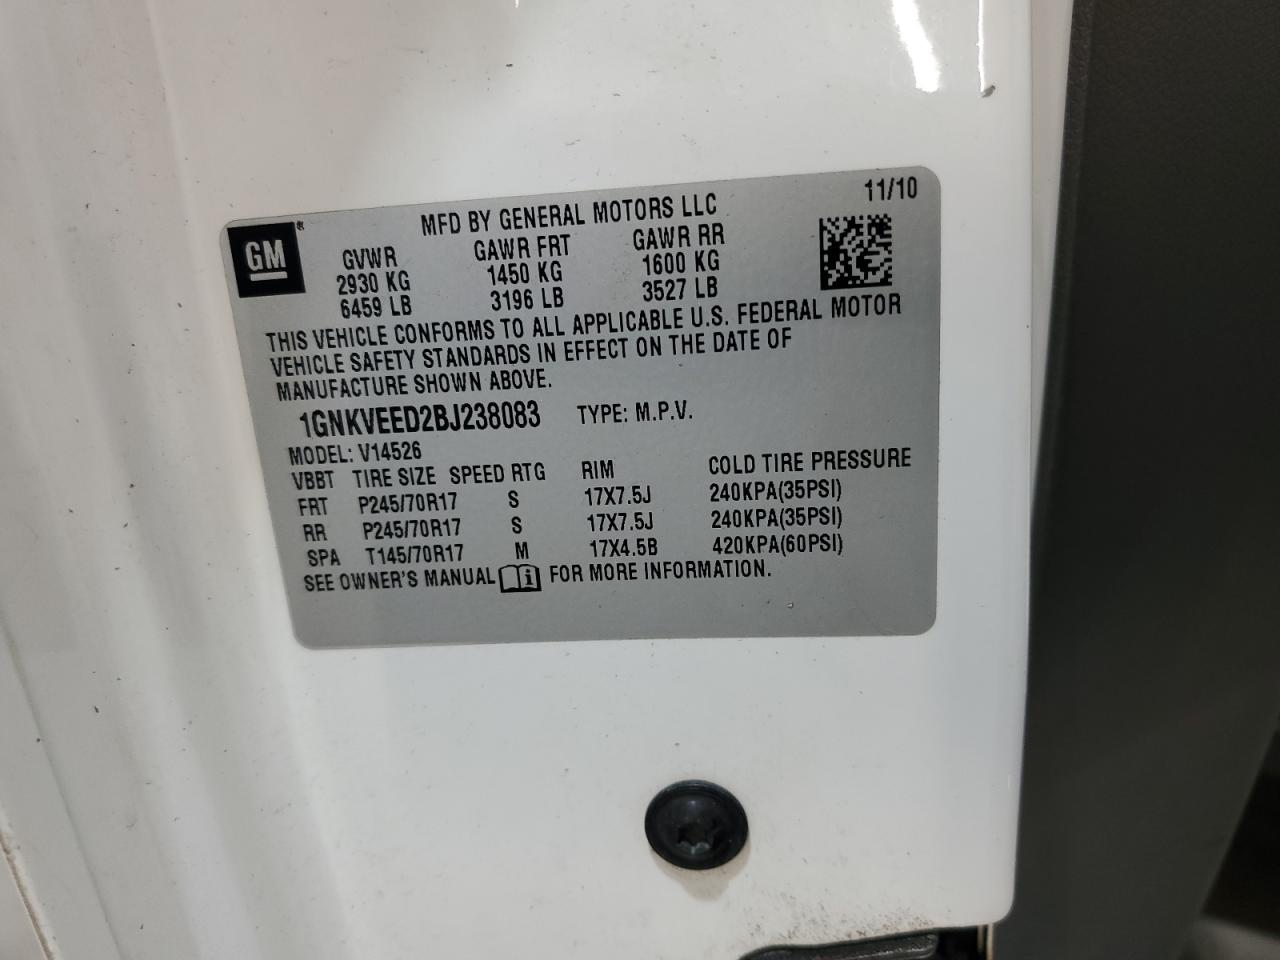 11/10
GM®
MFD BY GENERAL MOTORS LLC
GVWR GAWR FRT GAWR RR
2930 KG 1450 KG 1600 KG
6459 LB 3196 LB 3527 LB
THIS VEHICLE CONFORMS TO ALL APPLICABLE U.S. FEDERAL MOTOR
VEHICLE SAFETY STANDARDS IN EFFECT ON THE DATE OF
MANUFACTURE SHOWN ABOVE.
1GNKVEED2BJ238083 TYPE: M.P.V.
MODEL: V14526
VBBT TIRE SIZE SPEED RTG RIM COLD TIRE PRESSURE
FRT P245/70R17 S 17X7.5J 240KPA(35PSI)
RR P245/70R17 S 17X7.5J 240KPA(35PSI)
SPA T145/70R17 M 17X4.5B 420KPA(60PSI)
SEE OWNER'S MANUAL i FOR MORE INFORMATION.